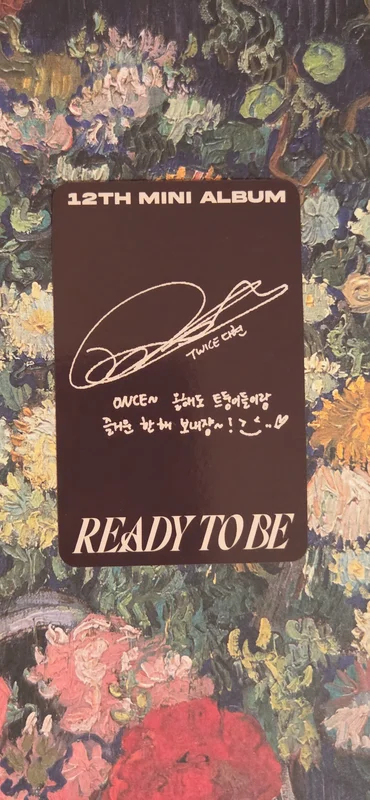 12TH MINI ALBUM
TWICE 다현
ONCE~ 올해도 트둥이들이랑
즐거운 한 해 보내쟝~!
READY TO BE